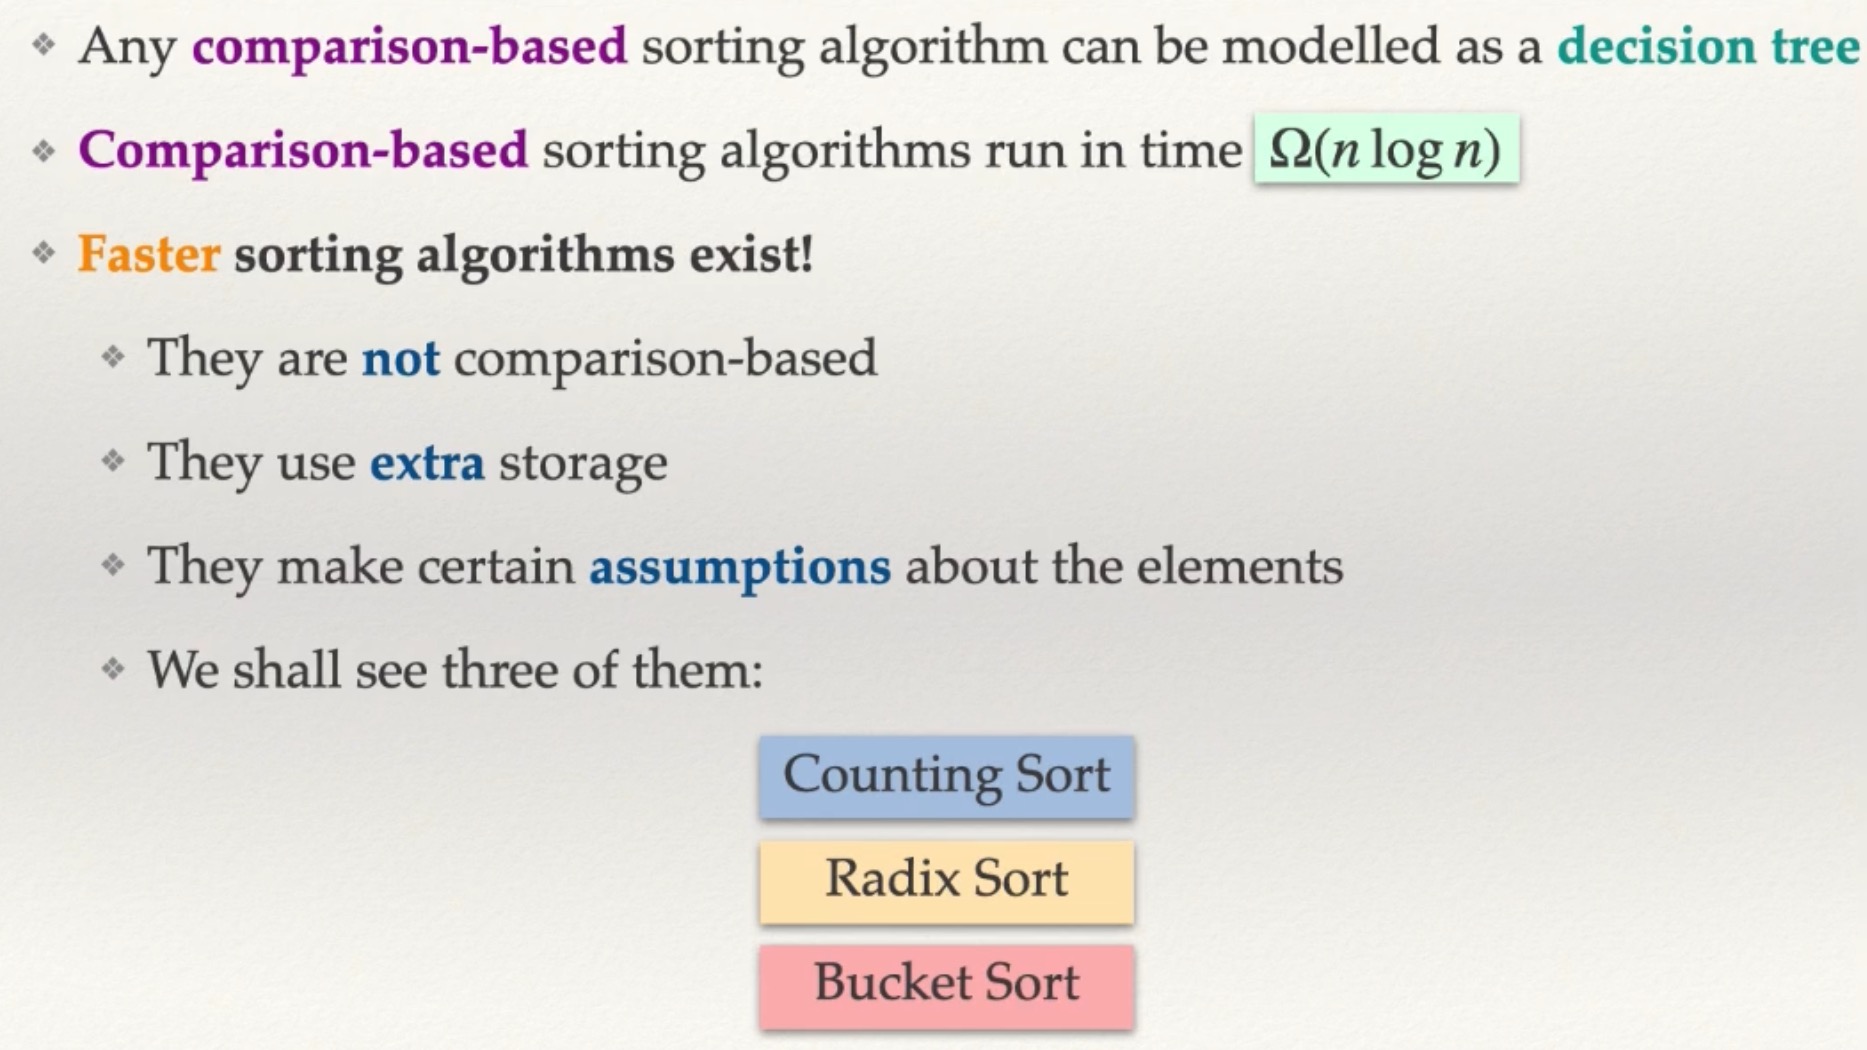 Any comparison-based sorting algorithm can be modelled as a decision tree
Comparison-based sorting algorithms run in time Ω(n log n)
Faster sorting algorithms exist!
They are not comparison-based
They use extra storage
They make certain assumptions about the elements
We shall see three of them:
Counting Sort
Radix Sort
Bucket Sort